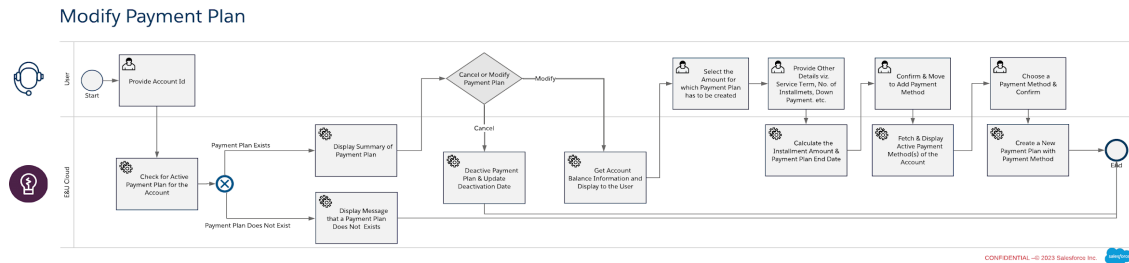 Modify Payment Plan
User
Start
Provide Account Id
Cancel or Modify
Payment Plan
Modify
Cancel
Select the
Amount for
which Payment Plan
has to be created
Provide Other
Details viz.
Service Term, No. of
Installmets, Down
Payment. etc.
Confirm & Move
to Add Payment
Method
Choose a
Payment Method &
Confirm
E&U Cloud
Check for Active
Payment Plan for the
Account
Payment Plan Exists
Payment Plan Does Not Exist
Display Summary of
Payment Plan
Display Message
that a Payment Plan
Does Not Exists
Deactive Payment
Plan & Update
Deactivation Date
Get Account
Balance Information and
Display to the User
Calculate the
Installment Amount &
Payment Plan End Date
Fetch & Display
Active Payment
Method(s) of the
Account
Create a New
Payment Plan with
Payment Method
End
CONFIDENTIAL –© 2023 Salesforce Inc.
salesforce